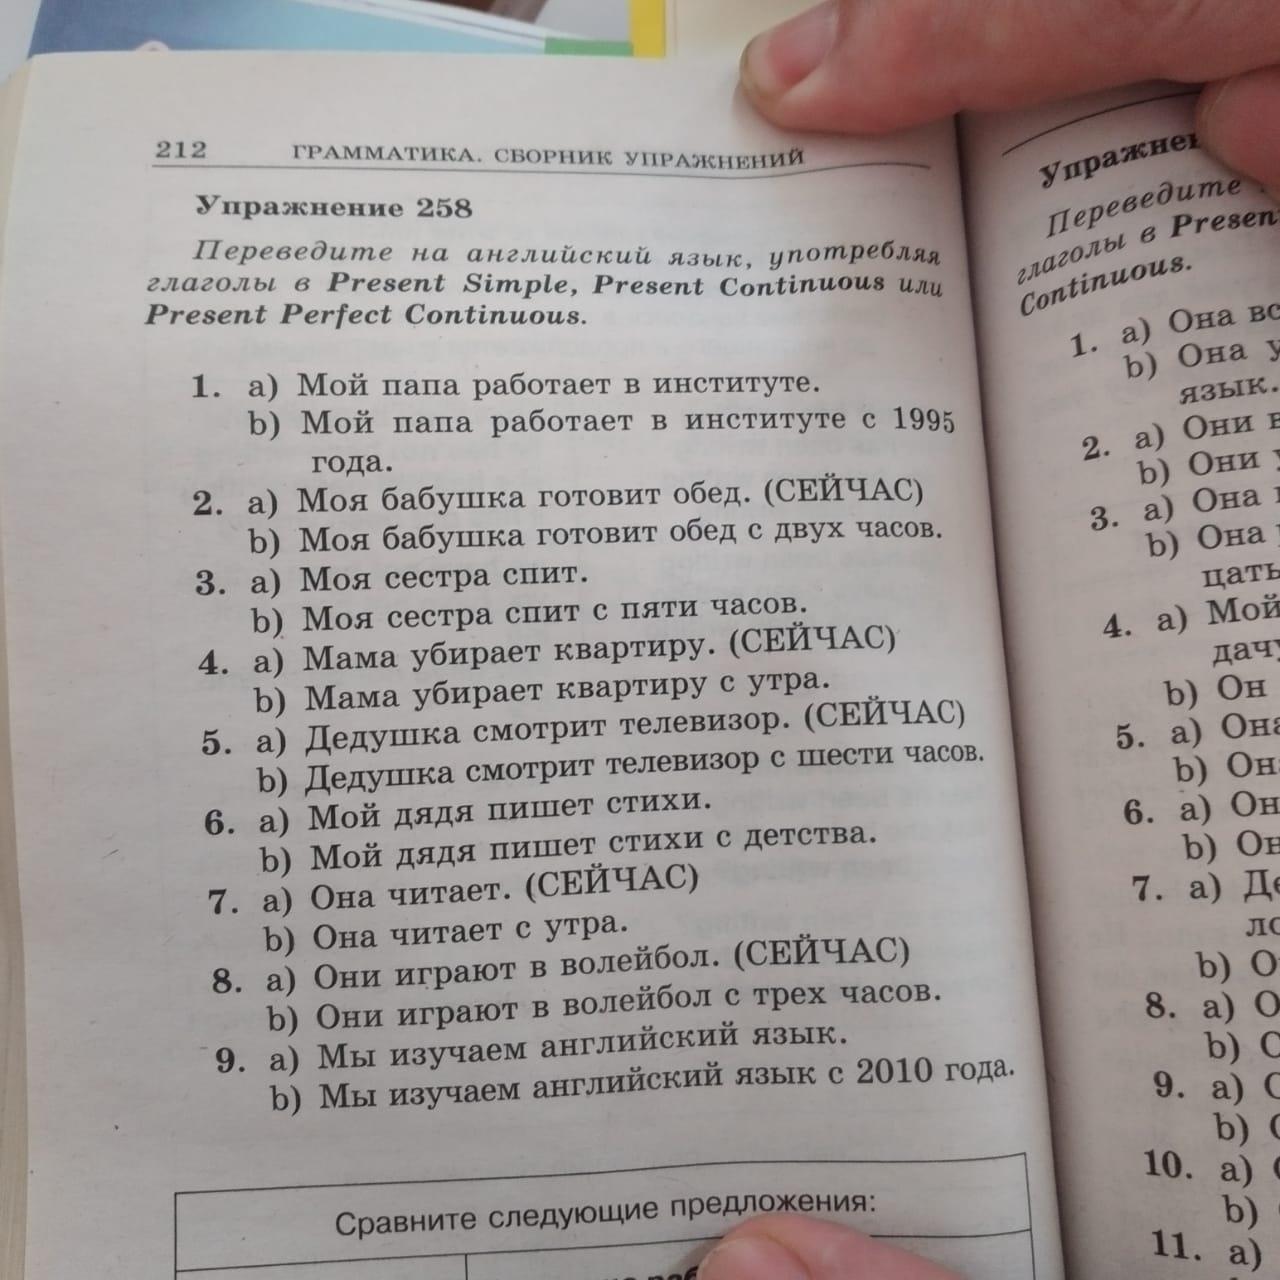 212 ГРАММАТИКА. СБОРНИК УПРАЖНЕНИЙ
Упражнение 258
Переведите на английский язык, употребляя
глаголы в Present Simple, Present Continuous или
Present Perfect Continuous.
1. a) Мой папа работает в институте.
b) Мой папа работает в институте с 1995
года.
2. a) Моя бабушка готовит обед. (СЕЙЧАС)
b) Моя бабушка готовит обед с двух часов.
3. a) Моя сестра спит.
b) Моя сестра спит с пяти часов.
4. a) Мама убирает квартиру. (СЕЙЧАС)
b) Мама убирает квартиру с утра.
5. a) Дедушка смотрит телевизор. (СЕЙЧАС)
b) Дедушка смотрит телевизор с шести часов.
6. a) Мой дядя пишет стихи.
b) Мой дядя пишет стихи с детства.
7. a) Она читает. (СЕЙЧАС)
b) Она читает с утра.
8. a) Они играют в волейбол. (СЕЙЧАС)
b) Они играют в волейбол с трех часов.
9. a) Мы изучаем английский язык.
b) Мы изучаем английский язык с 2010 года.
Сравните следующие предложения:
Переведите
глаголы в Present
Continuous.
1. a) Она
b) Она
язык.
2. a) Они
b) Они
3. a) Она
b) Она
4. a) Мой
дачу
b) Он
5. a) Она
b)
6. a)
b)
7. a)
b)
8. a)
b)
9. a)
b)
10. a)
b)
11. a)